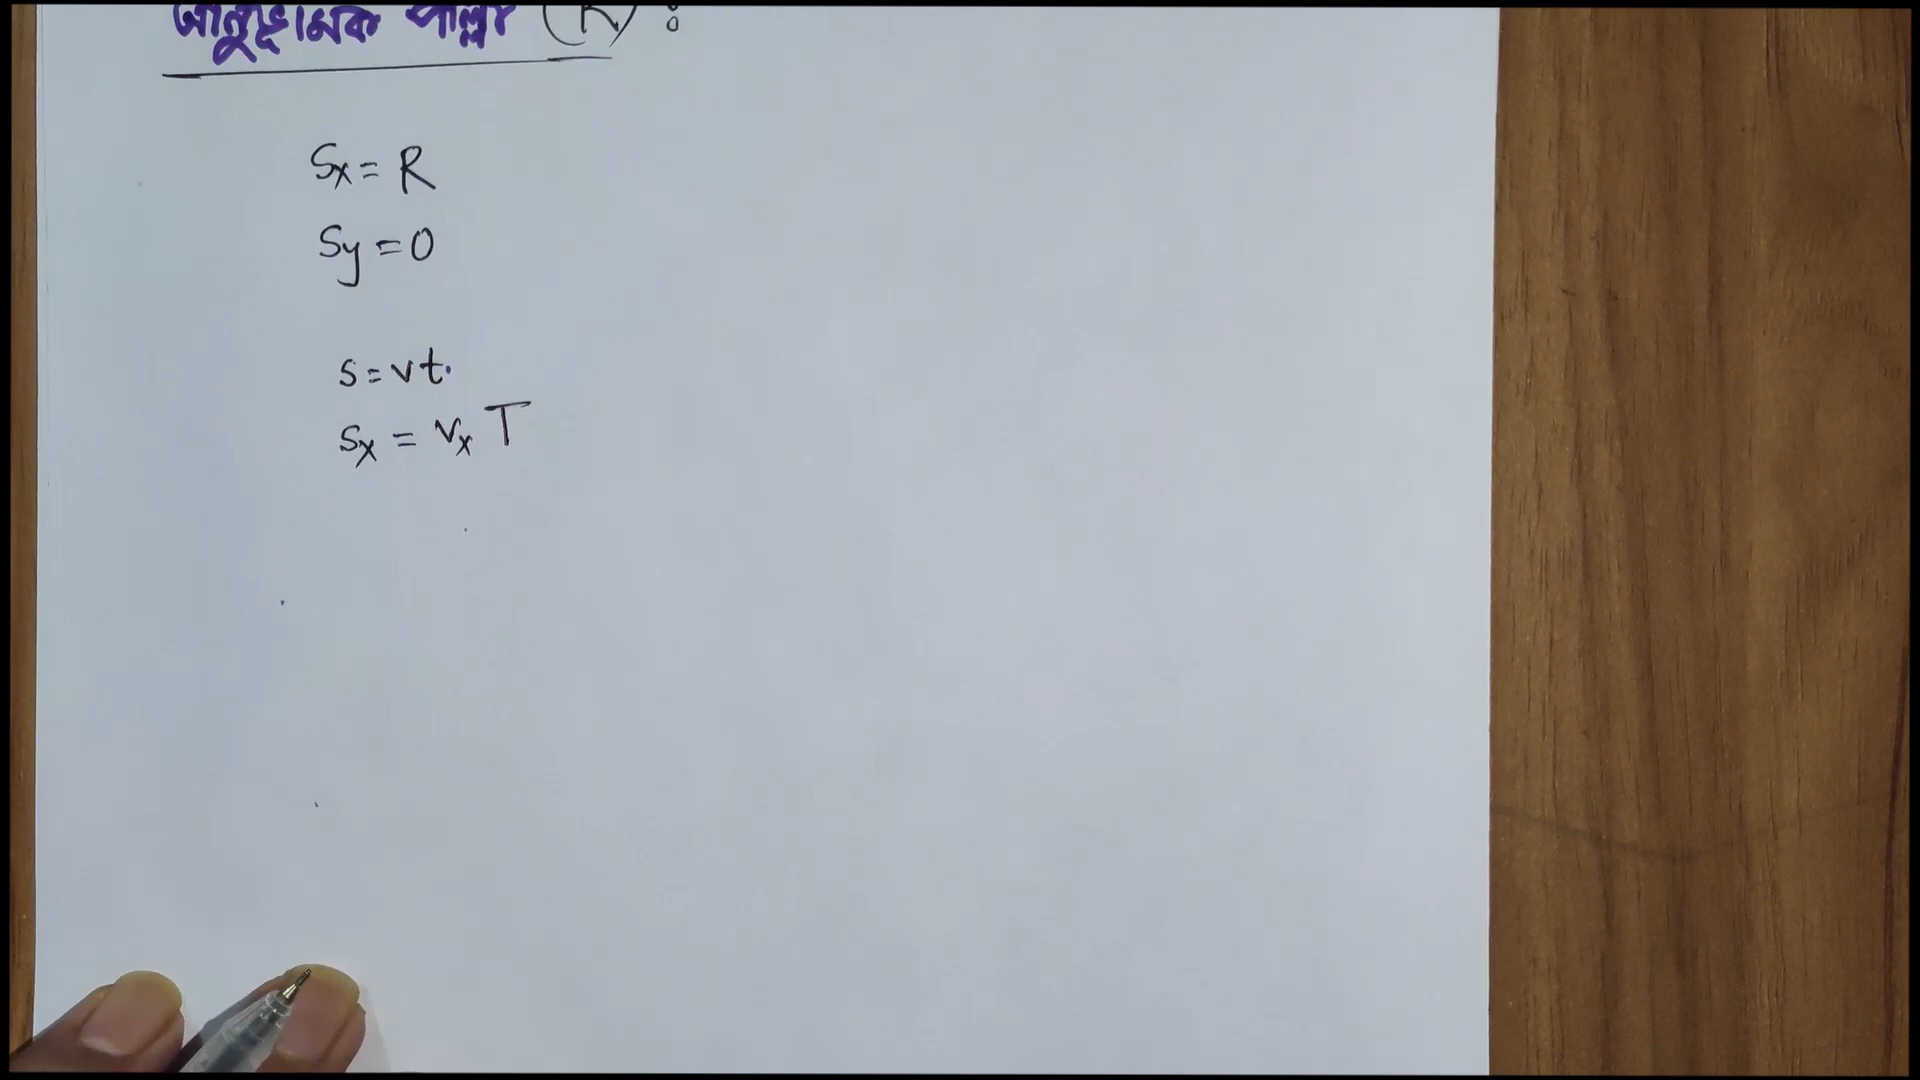 আনুভূমিক পাল্লা (R) :
Sx = R
Sy = 0
s = vt.
sx = vx T